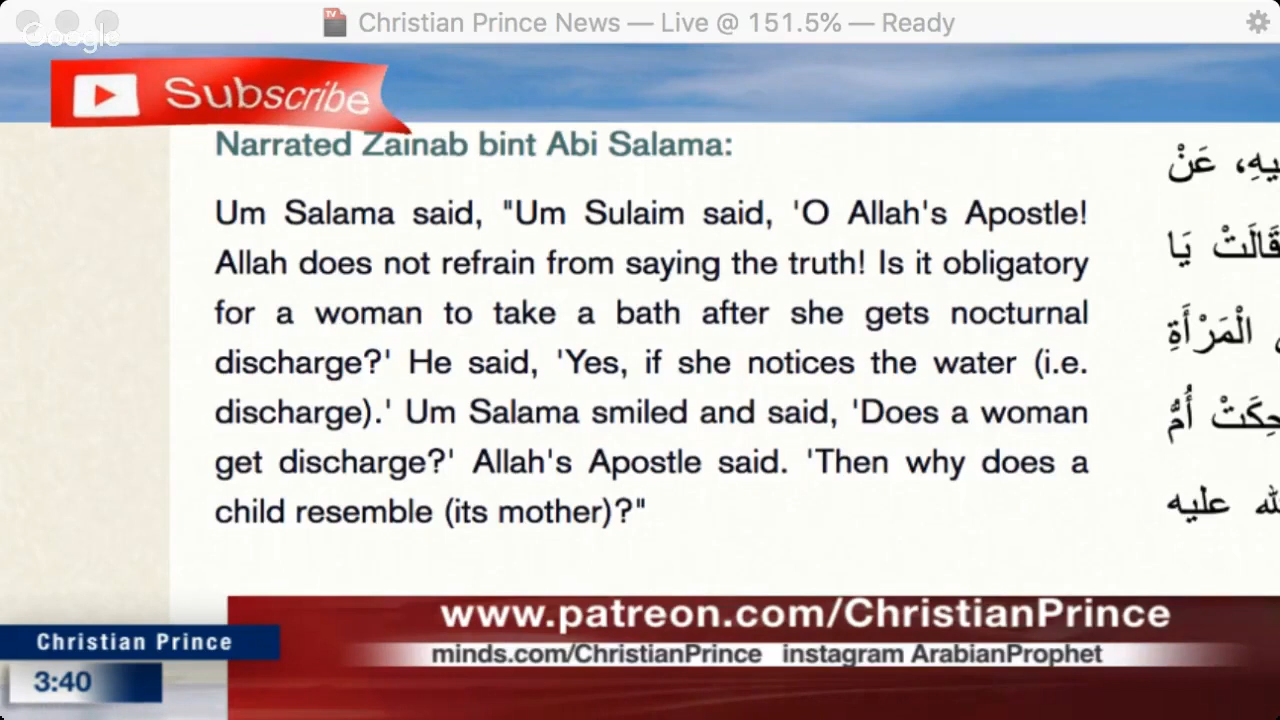 Christian Prince News — Live @ 151.5% — Ready
Google
Subscribe
Narrated Zainab bint Abi Salama:
Um Salama said, "Um Sulaim said, 'O Allah's Apostle!
Allah does not refrain from saying the truth! Is it obligatory
for a woman to take a bath after she gets nocturnal
discharge?' He said, 'Yes, if she notices the water (i.e.
discharge).' Um Salama smiled and said, 'Does a woman
get discharge?' Allah's Apostle said. 'Then why does a
child resemble (its mother)?"
عَنْ
قَالَتْ يَا
الْمَرْأَةِ
أُمُّ
عليه
www.patreon.com/ChristianPrince
minds.com/ChristianPrince instagram ArabianProphet
Christian Prince
3:40